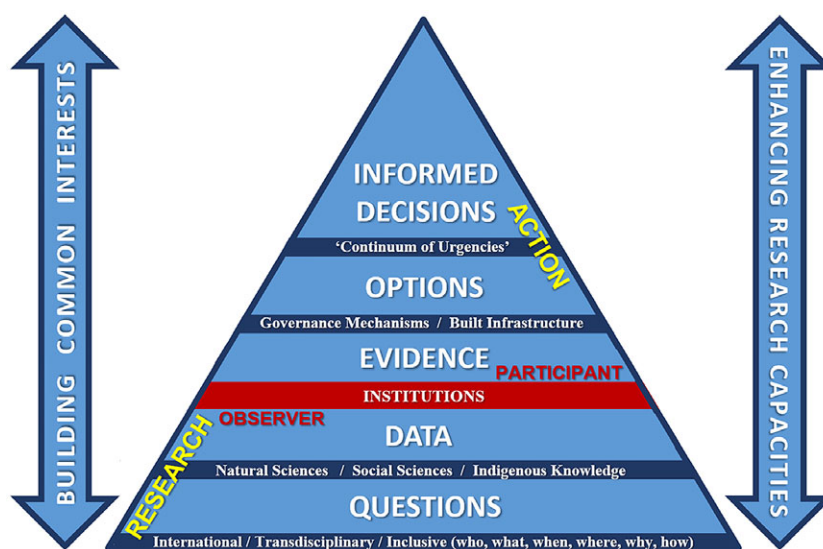 BUILDING COMMON INTERESTS
ENHANCING RESEARCH CAPACITIES
INFORMED
DECISIONS
ACTION
‘Continuum of Urgencies’
OPTIONS
Governance Mechanisms / Built Infrastructure
EVIDENCE
PARTICIPANT
INSTITUTIONS
OBSERVER
RESEARCH
DATA
Natural Sciences / Social Sciences / Indigenous Knowledge
QUESTIONS
International / Transdisciplinary / Inclusive (who, what, when, where, why, how)